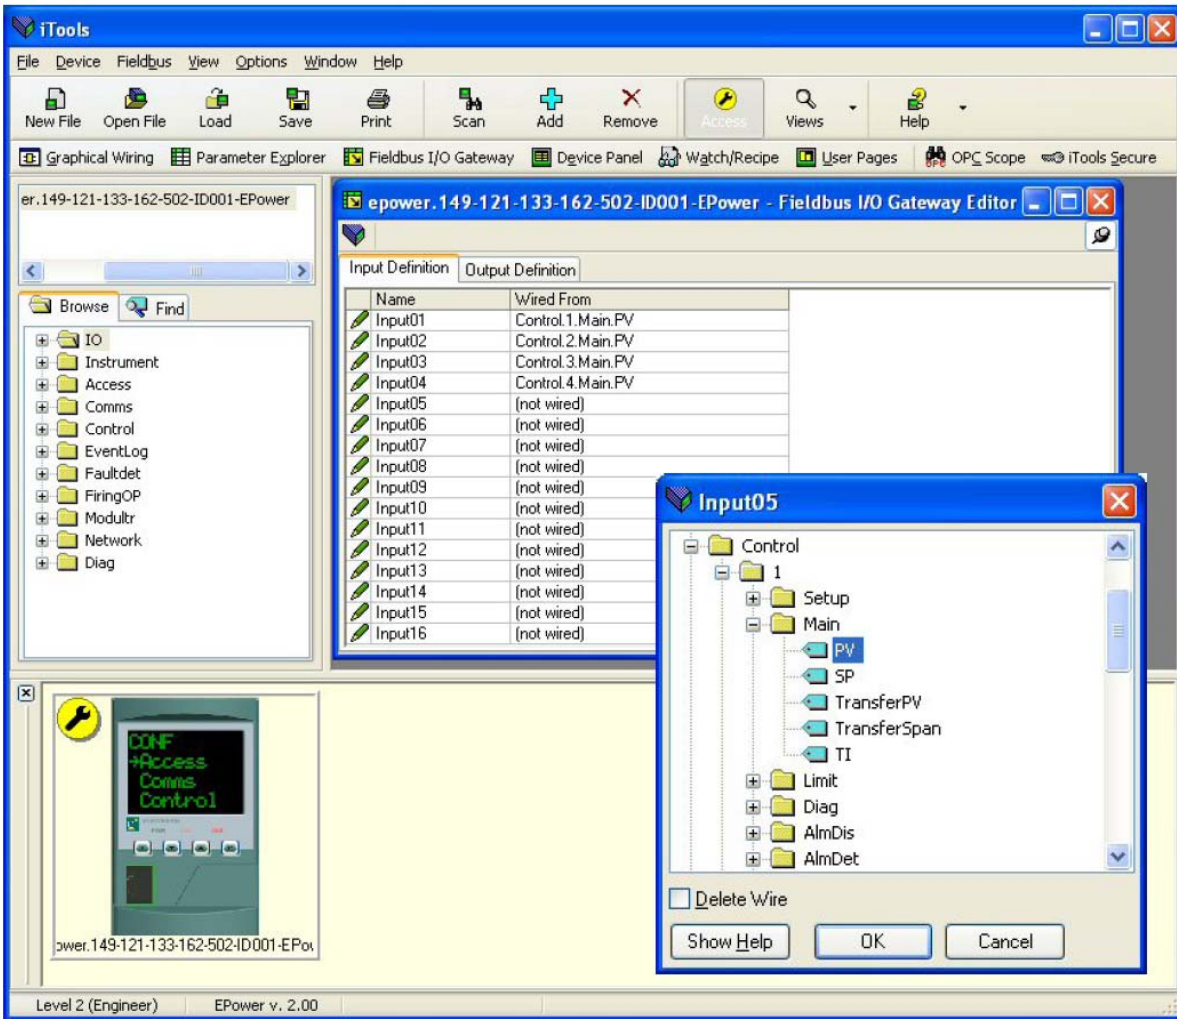 iTools
File Device Fieldbus View Options Window Help
New File Open File Load Save Print Scan Add Remove Access Views Help
Graphical Wiring Parameter Explorer Fieldbus I/O Gateway Device Panel Watch/Recipe User Pages OPC Scope iTools Secure
er.149-121-133-162-502-ID001-EPower
Browse Find
IO
Instrument
Access
Comms
Control
EventLog
Faultdet
FiringOP
Modultr
Network
Diag
epower.149-121-133-162-502-ID001-EPower - Fieldbus I/O Gateway Editor
Input Definition Output Definition
Name Wired From
Input01 Control.1.Main.PV
Input02 Control.2.Main.PV
Input03 Control.3.Main.PV
Input04 Control.4.Main.PV
Input05 (not wired)
Input06 (not wired)
Input07 (not wired)
Input08 (not wired)
Input09 (not wired)
Input10 (not wired)
Input11 (not wired)
Input12 (not wired)
Input13 (not wired)
Input14 (not wired)
Input15 (not wired)
Input16 (not wired)
Input05
Control
1
Setup
Main
PV
SP
TransferPV
TransferSpan
TI
Limit
Diag
AlmDis
AlmDet
Delete Wire
Show Help OK Cancel
CONF
→Access
Comms
Control
ower.149-121-133-162-502-ID001-EPow
Level 2 (Engineer) EPower v. 2.00